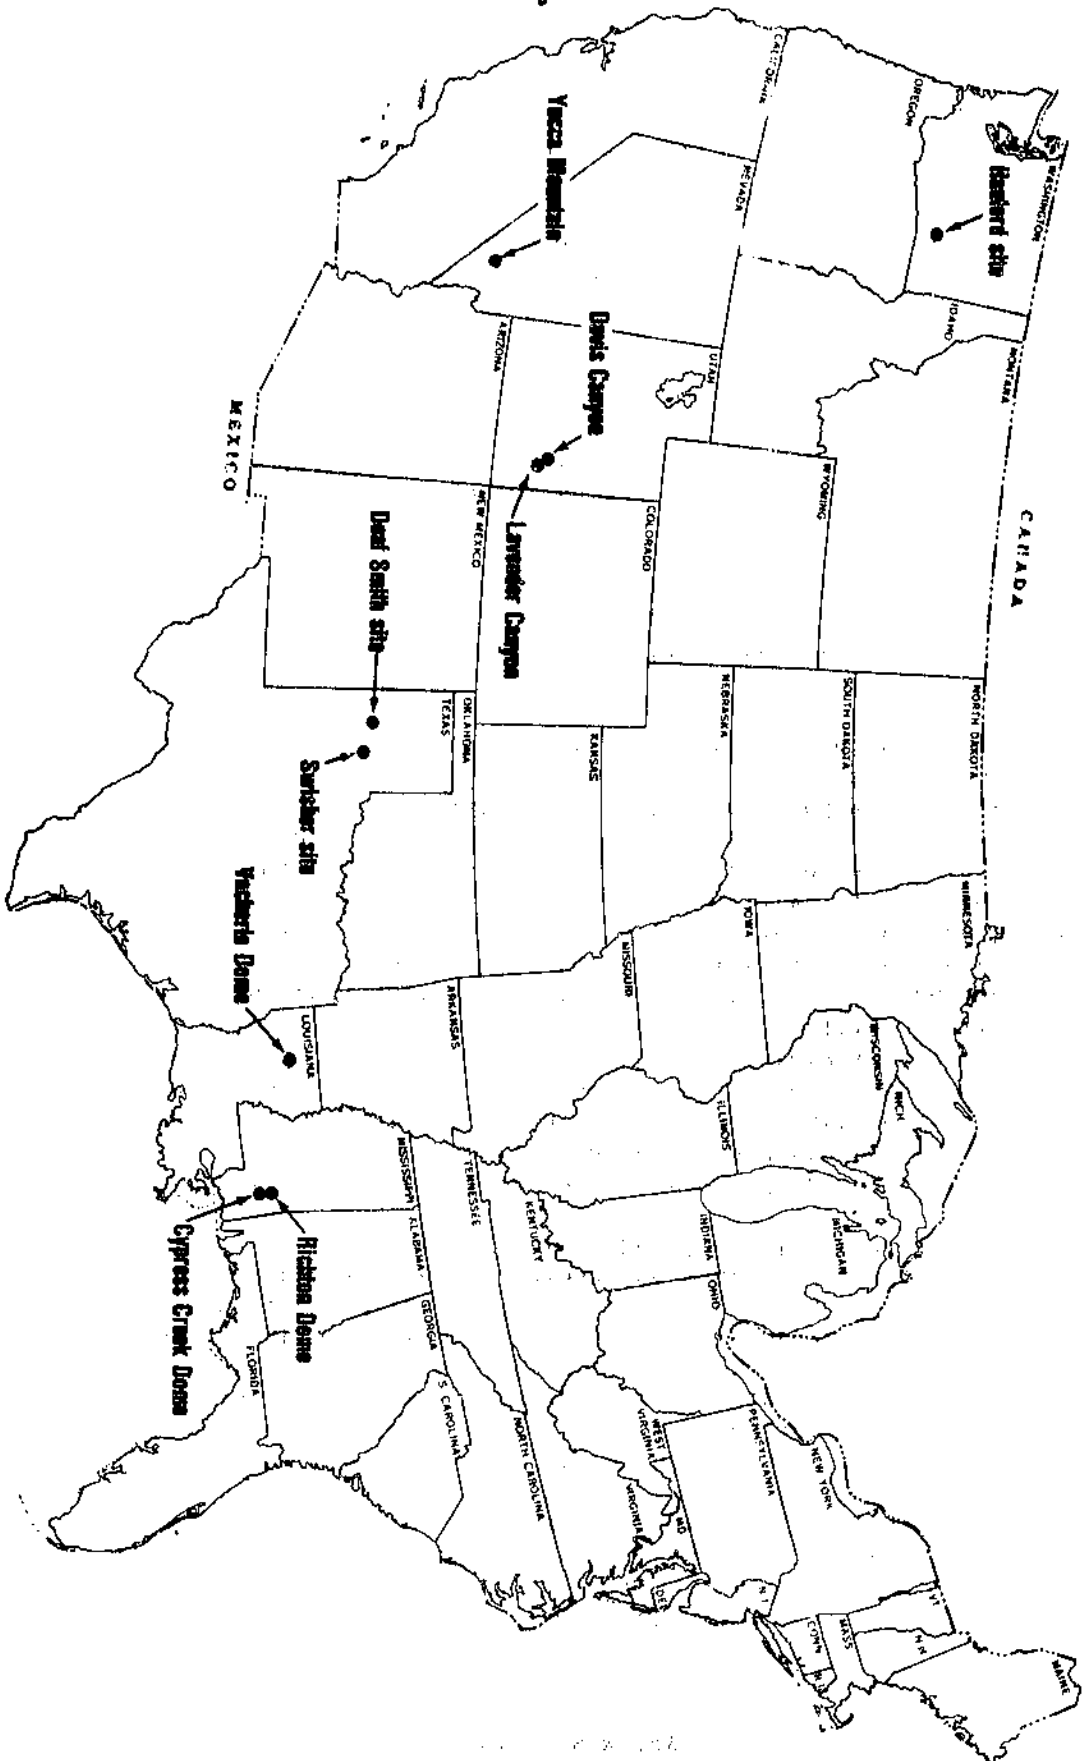 WASHINGTON
Hanford site
OREGON
CALIFORNIA
NEVADA
IDAHO
MONTANA
CANADA
Yucca Mountain
UTAH
WYOMING
Davis Canyon
ARIZONA
COLORADO
Lavender Canyon
NEW MEXICO
MEXICO
Deaf Smith site
NORTH DAKOTA
SOUTH DAKOTA
NEBRASKA
KANSAS
OKLAHOMA
TEXAS
Swisher site
MINNESOTA
IOWA
MISSOURI
ARKANSAS
LOUISIANA
Vacherie Dome
WISCONSIN
MICH
ILLINOIS
MICHIGAN
INDIANA
OHIO
KENTUCKY
TENNESSEE
MISSISSIPPI
ALABAMA
GEORGIA
FLORIDA
Richton Dome
Cypress Creek Dome
S CAROLINA
NORTH CAROLINA
WEST
VIRGINIA
VIRGINIA
MD
DEL
PENNSYLVANIA
NEW YORK
N J
CONN
R I
MASS
VT
N H
MAINE